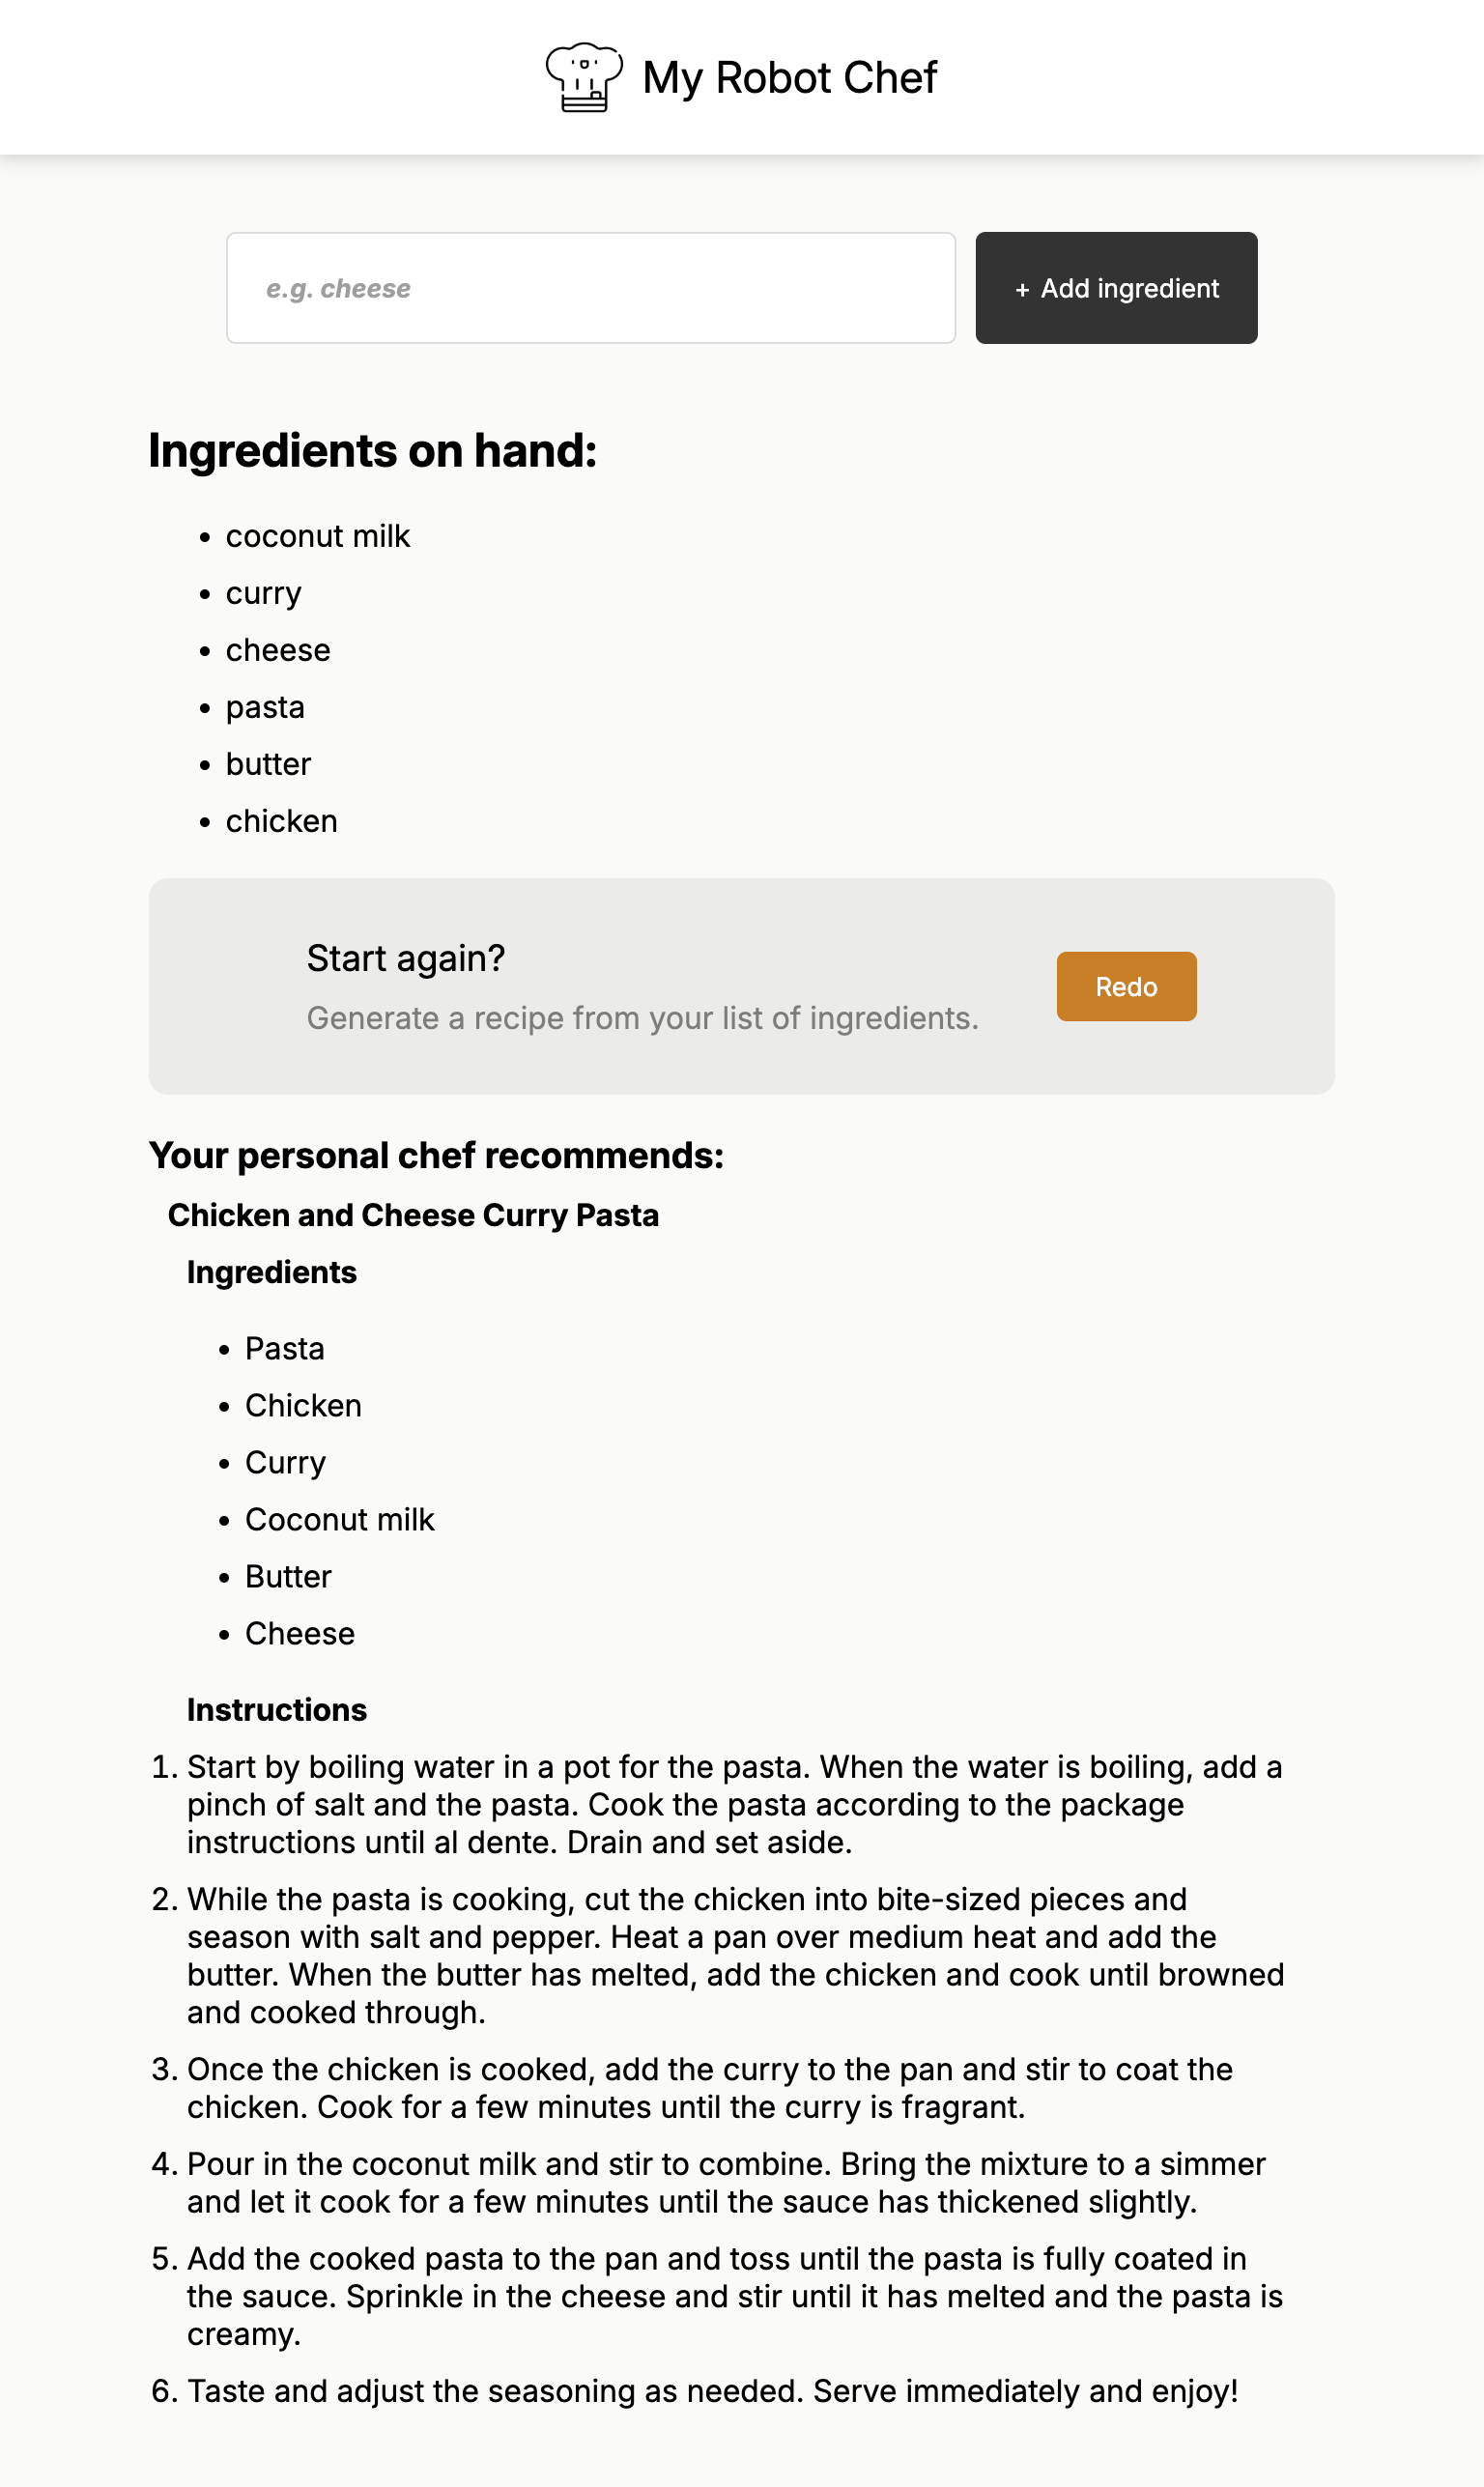 My Robot Chef
e.g. cheese
+ Add ingredient
Ingredients on hand:
• coconut milk
• curry
• cheese
• pasta
• butter
• chicken
Start again?
Generate a recipe from your list of ingredients.
Redo
Your personal chef recommends:
Chicken and Cheese Curry Pasta
Ingredients
• Pasta
• Chicken
• Curry
• Coconut milk
• Butter
• Cheese
Instructions
1. Start by boiling water in a pot for the pasta. When the water is boiling, add a
pinch of salt and the pasta. Cook the pasta according to the package
instructions until al dente. Drain and set aside.
2. While the pasta is cooking, cut the chicken into bite-sized pieces and
season with salt and pepper. Heat a pan over medium heat and add the
butter. When the butter has melted, add the chicken and cook until browned
and cooked through.
3. Once the chicken is cooked, add the curry to the pan and stir to coat the
chicken. Cook for a few minutes until the curry is fragrant.
4. Pour in the coconut milk and stir to combine. Bring the mixture to a simmer
and let it cook for a few minutes until the sauce has thickened slightly.
5. Add the cooked pasta to the pan and toss until the pasta is fully coated in
the sauce. Sprinkle in the cheese and stir until it has melted and the pasta is
creamy.
6. Taste and adjust the seasoning as needed. Serve immediately and enjoy!